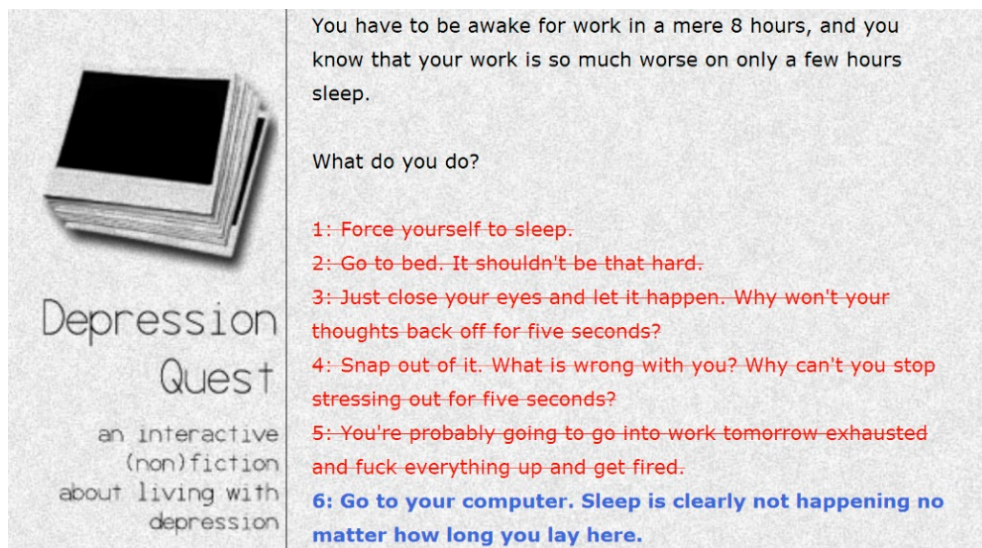 You have to be awake for work in a mere 8 hours, and you
know that your work is so much worse on only a few hours
sleep.
What do you do?
1: Force yourself to sleep.
2: Go to bed. It shouldn't be that hard.
3: Just close your eyes and let it happen. Why won't your
thoughts back off for five seconds?
4: Snap out of it. What is wrong with you? Why can't you stop
stressing out for five seconds?
5: You're probably going to go into work tomorrow exhausted
and fuck everything up and get fired.
6: Go to your computer. Sleep is clearly not happening no
matter how long you lay here.
Depression
Quest
an interactive
(non)fiction
about living with
depression